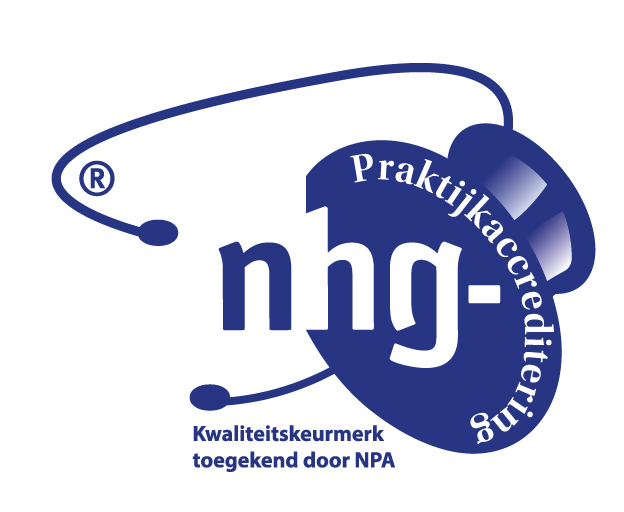 ®
nhg-
Praktijkaccreditering
Kwaliteitskeurmerk
toegekend door NPA